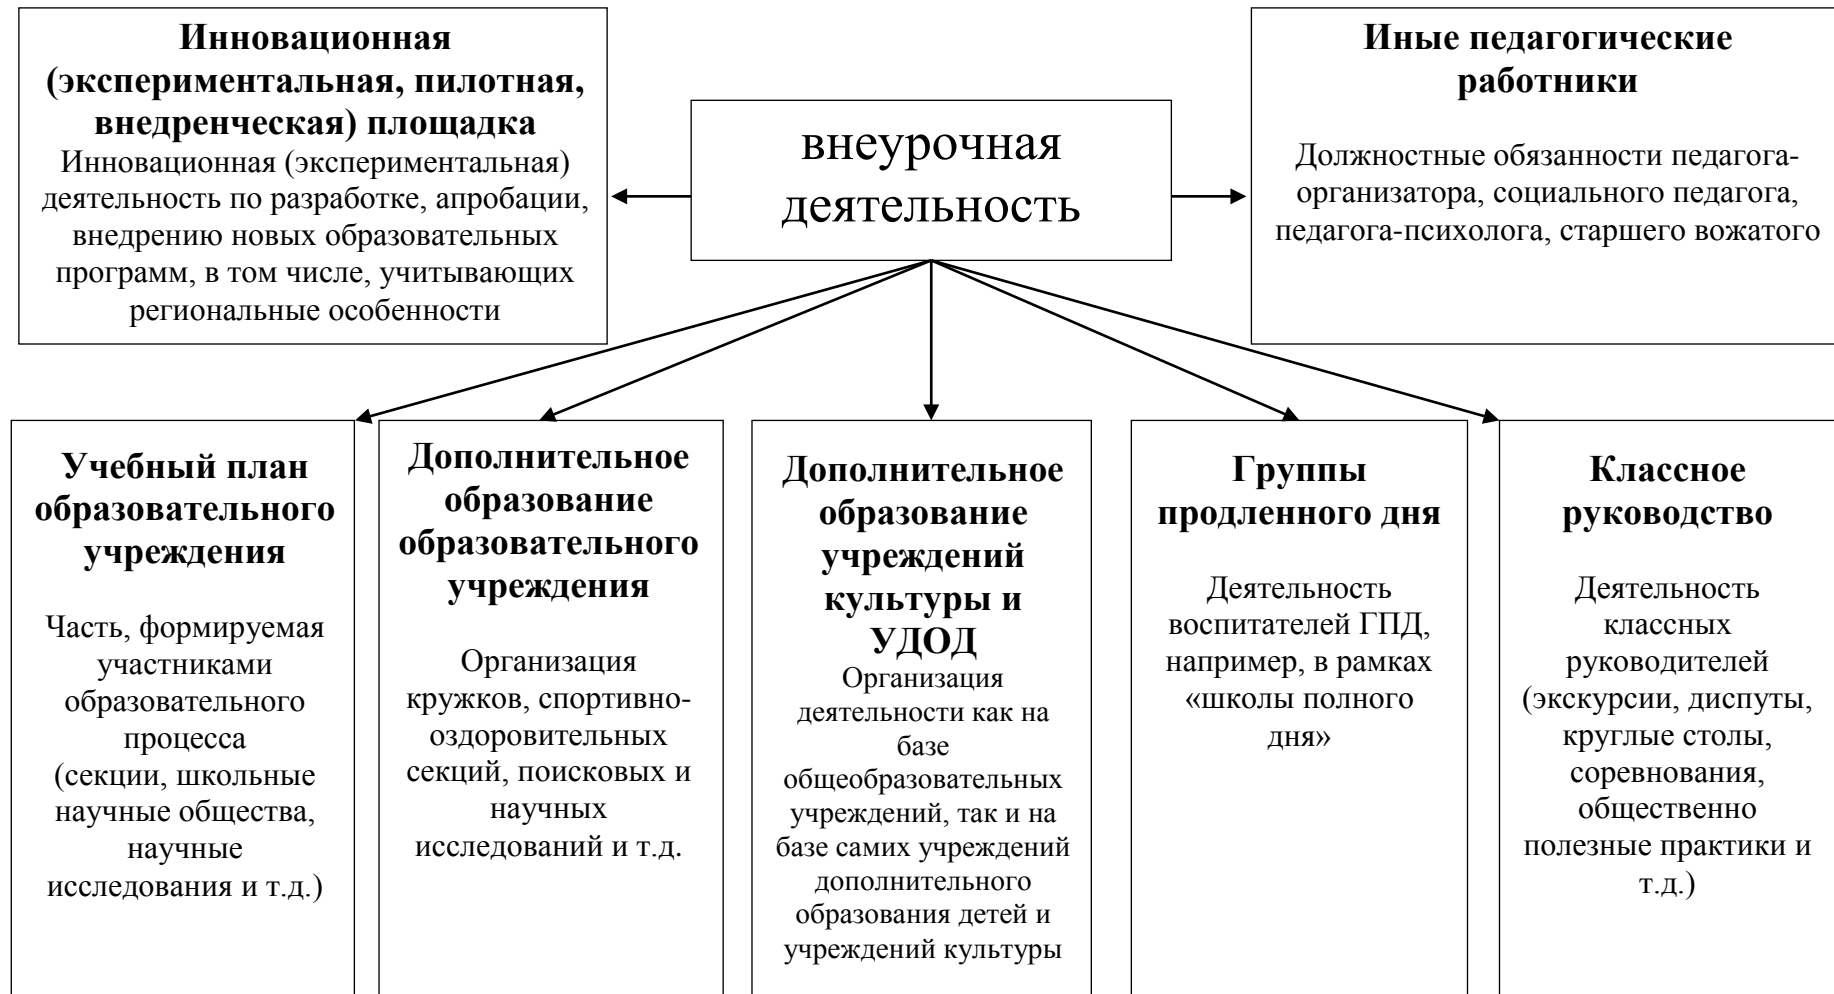 Инновационная
(экспериментальная, пилотная,
внедренческая) площадка
Инновационная (экспериментальная)
деятельность по разработке, апробации,
внедрению новых образовательных
программ, в том числе, учитывающих
региональные особенности
внеурочная
деятельность
Иные педагогические
работники
Должностные обязанности педагога-
организатора, социального педагога,
педагога-психолога, старшего вожатого
Учебный план
образовательного
учреждения
Часть, формируемая
участниками
образовательного
процесса
(секции, школьные
научные общества,
научные
исследования и т.д.)
Дополнительное
образование
образовательного
учреждения
Организация
кружков, спортивно-
оздоровительных
секций, поисковых и
научных
исследований и т.д.
Дополнительное
образование
учреждений
культуры и
УДОД
Организация
деятельности как на
базе
общеобразовательных
учреждений, так и на
базе самих учреждений
дополнительного
образования детей и
учреждений культуры
Группы
продленного дня
Деятельность
воспитателей ГПД,
например, в рамках
«школы полного
дня»
Классное
руководство
Деятельность
классных
руководителей
(экскурсии, диспуты,
круглые столы,
соревнования,
общественно
полезные практики и
т.д.)